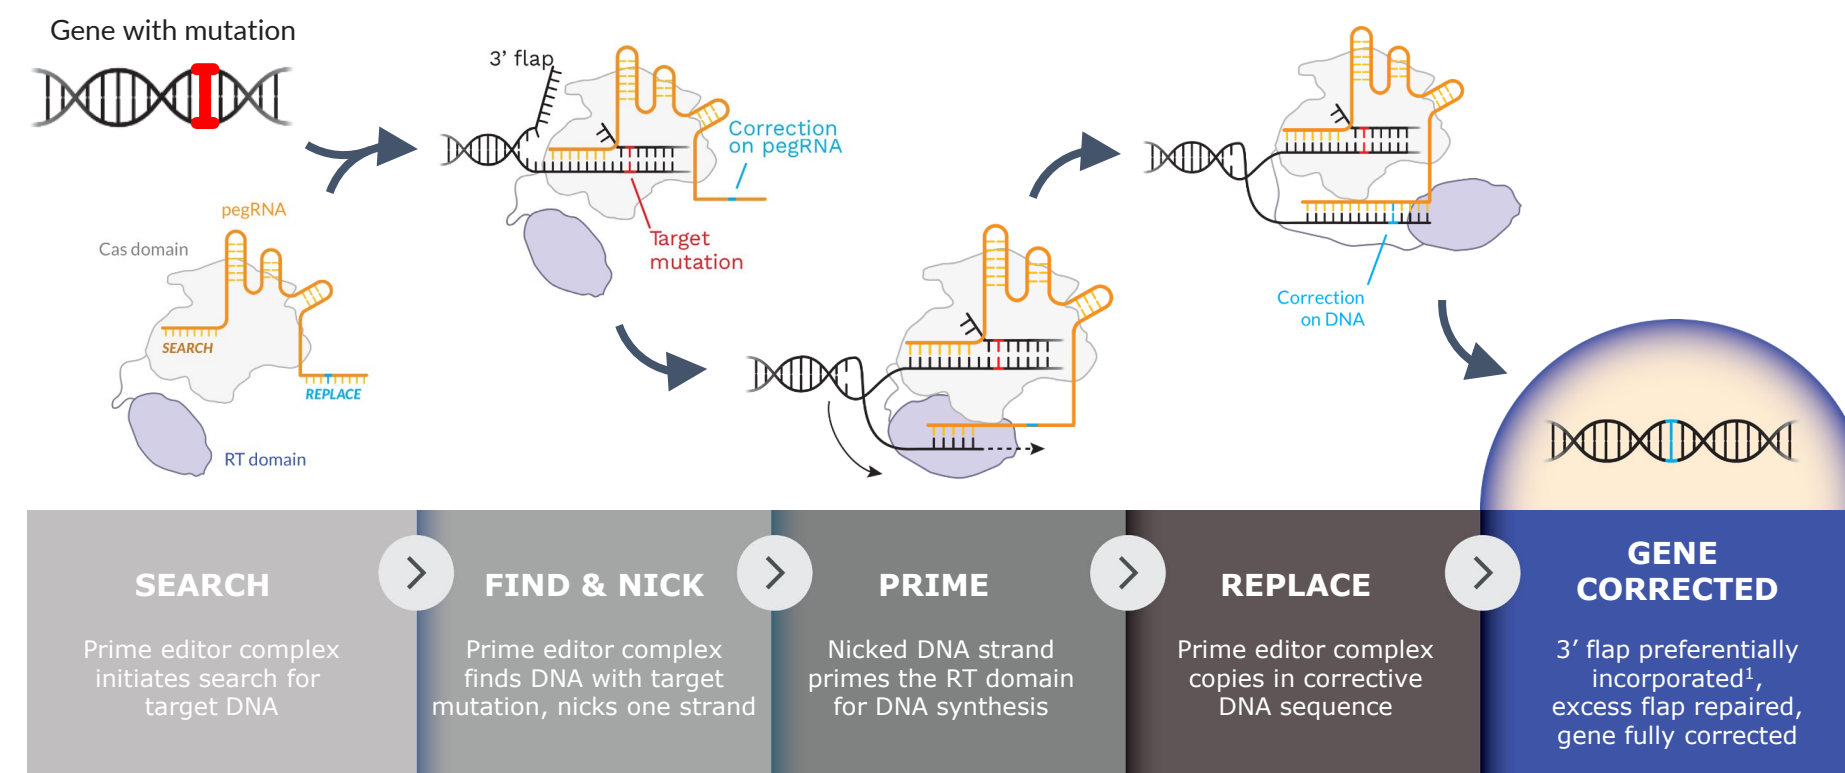 Gene with mutation
pegRNA
Cas domain
SEARCH
REPLACE
RT domain
3’ flap
Correction
on pegRNA
Target
mutation
Correction
on DNA
SEARCH
Prime editor complex
initiates search for
target DNA
FIND & NICK
Prime editor complex
finds DNA with target
mutation, nicks one strand
PRIME
Nicked DNA strand
primes the RT domain
for DNA synthesis
REPLACE
Prime editor complex
copies in corrective
DNA sequence
GENE
CORRECTED
3’ flap preferentially
incorporated¹,
excess flap repaired,
gene fully corrected